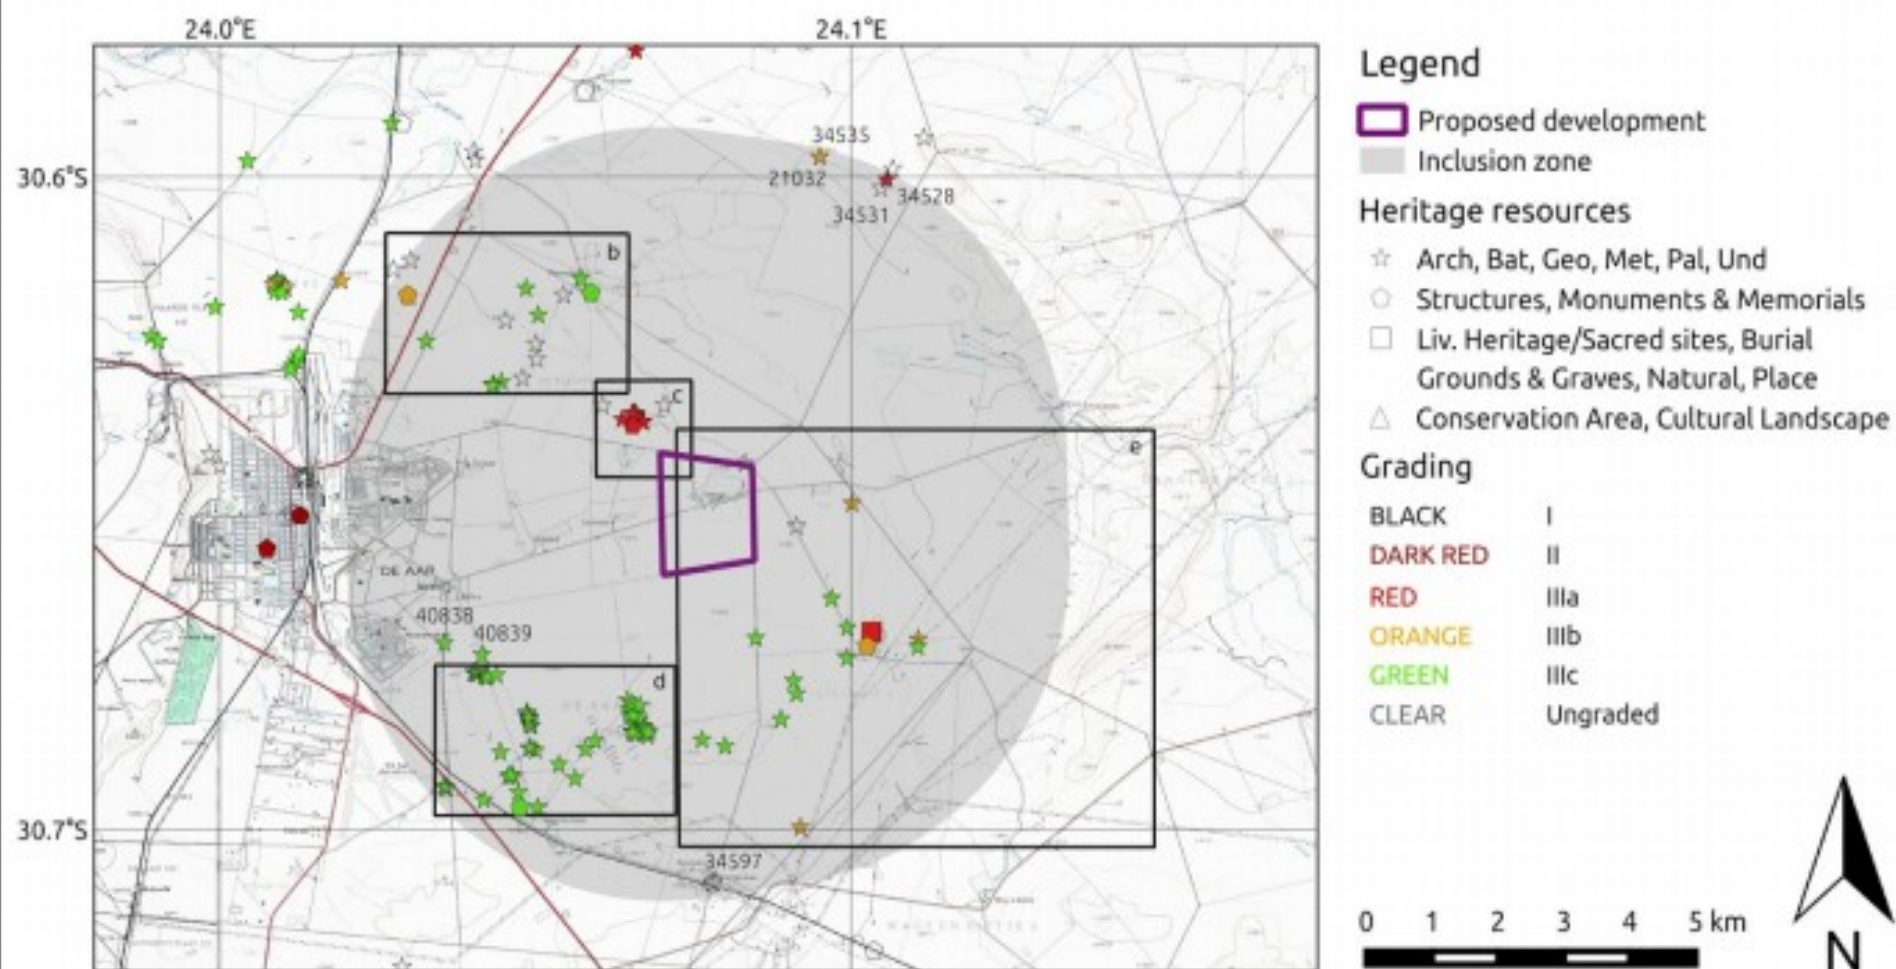 24.0°E
24.1°E
30.6°S
30.7°S
34535
21032
34528
34531
b
c
e
DE AAR
40838
40839
d
34597
Legend
Proposed development
Inclusion zone
Heritage resources
Arch, Bat, Geo, Met, Pal, Und
Structures, Monuments & Memorials
Liv. Heritage/Sacred sites, Burial
Grounds & Graves, Natural, Place
Conservation Area, Cultural Landscape
Grading
BLACK I
DARK RED II
RED IIIa
ORANGE IIIb
GREEN IIIc
CLEAR Ungraded
0 1 2 3 4 5 km
N